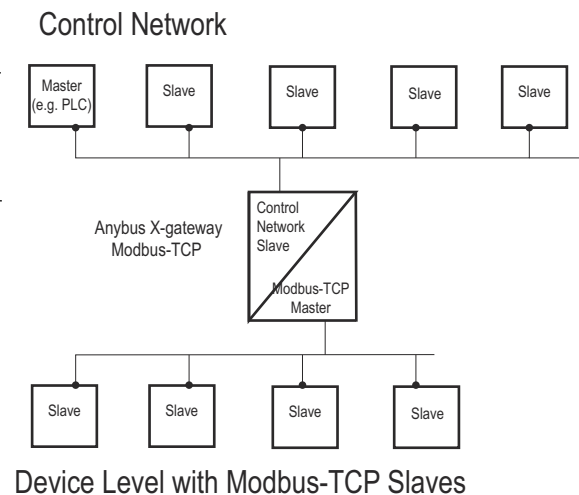 Control Network
Master
(e.g. PLC)
Slave
Slave
Slave
Slave
Anybus X-gateway
Modbus-TCP
Control
Network
Slave
Modbus-TCP
Master
Slave
Slave
Slave
Slave
Device Level with Modbus-TCP Slaves